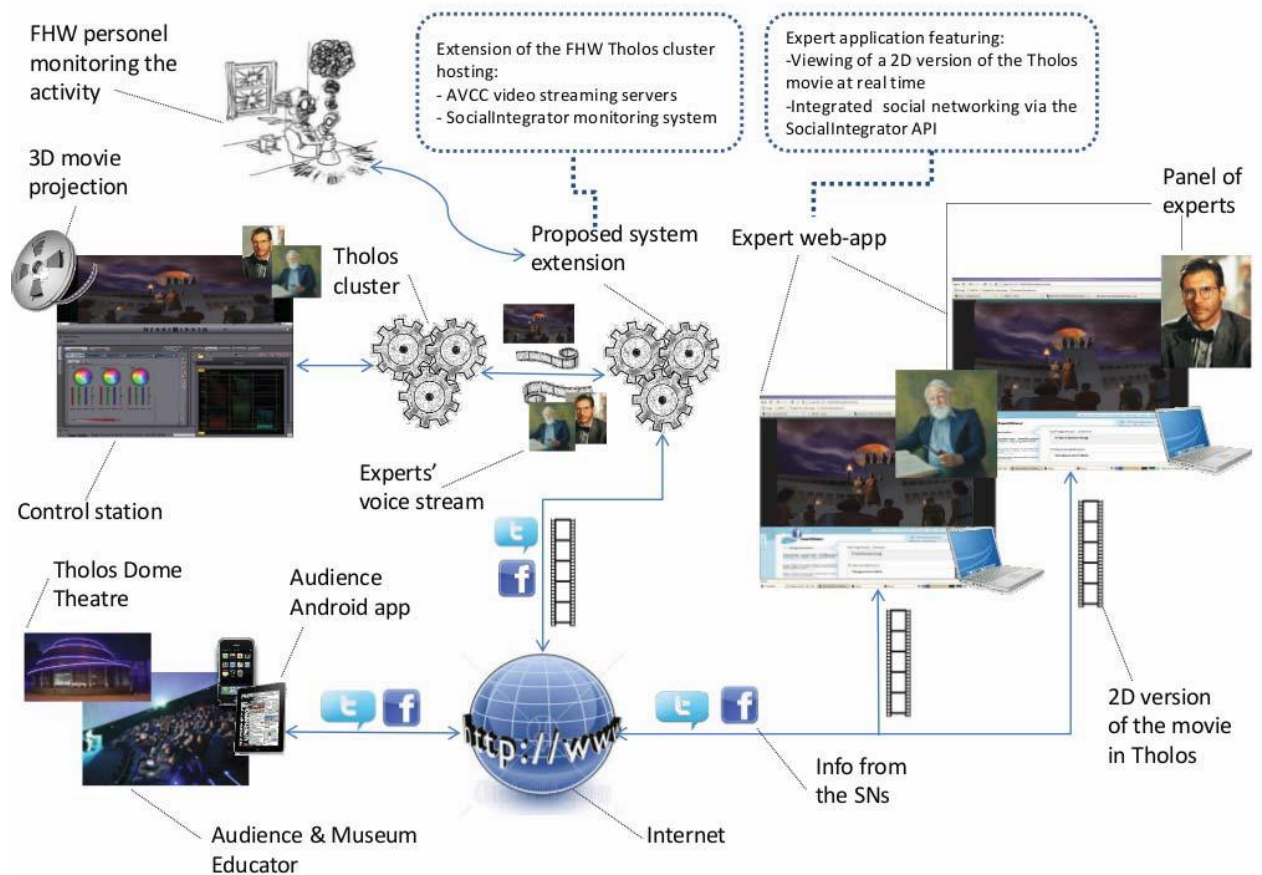 FHW personel
monitoring the
activity
Extension of the FHW Tholos cluster
hosting:
- AVCC video streaming servers
- SocialIntegrator monitoring system
Expert application featuring:
-Viewing of a 2D version of the Tholos
movie at real time
-Integrated social networking via the
SocialIntegrator API
3D movie
projection
Panel of
experts
Tholos
cluster
Proposed system
extension
Expert web-app
Experts'
voice stream
Control station
t
f
Tholos Dome
Theatre
Audience
Android app
t f
http://www
t f
2D version
of the movie
in Tholos
Info from
the SNs
Audience & Museum
Educator
Internet